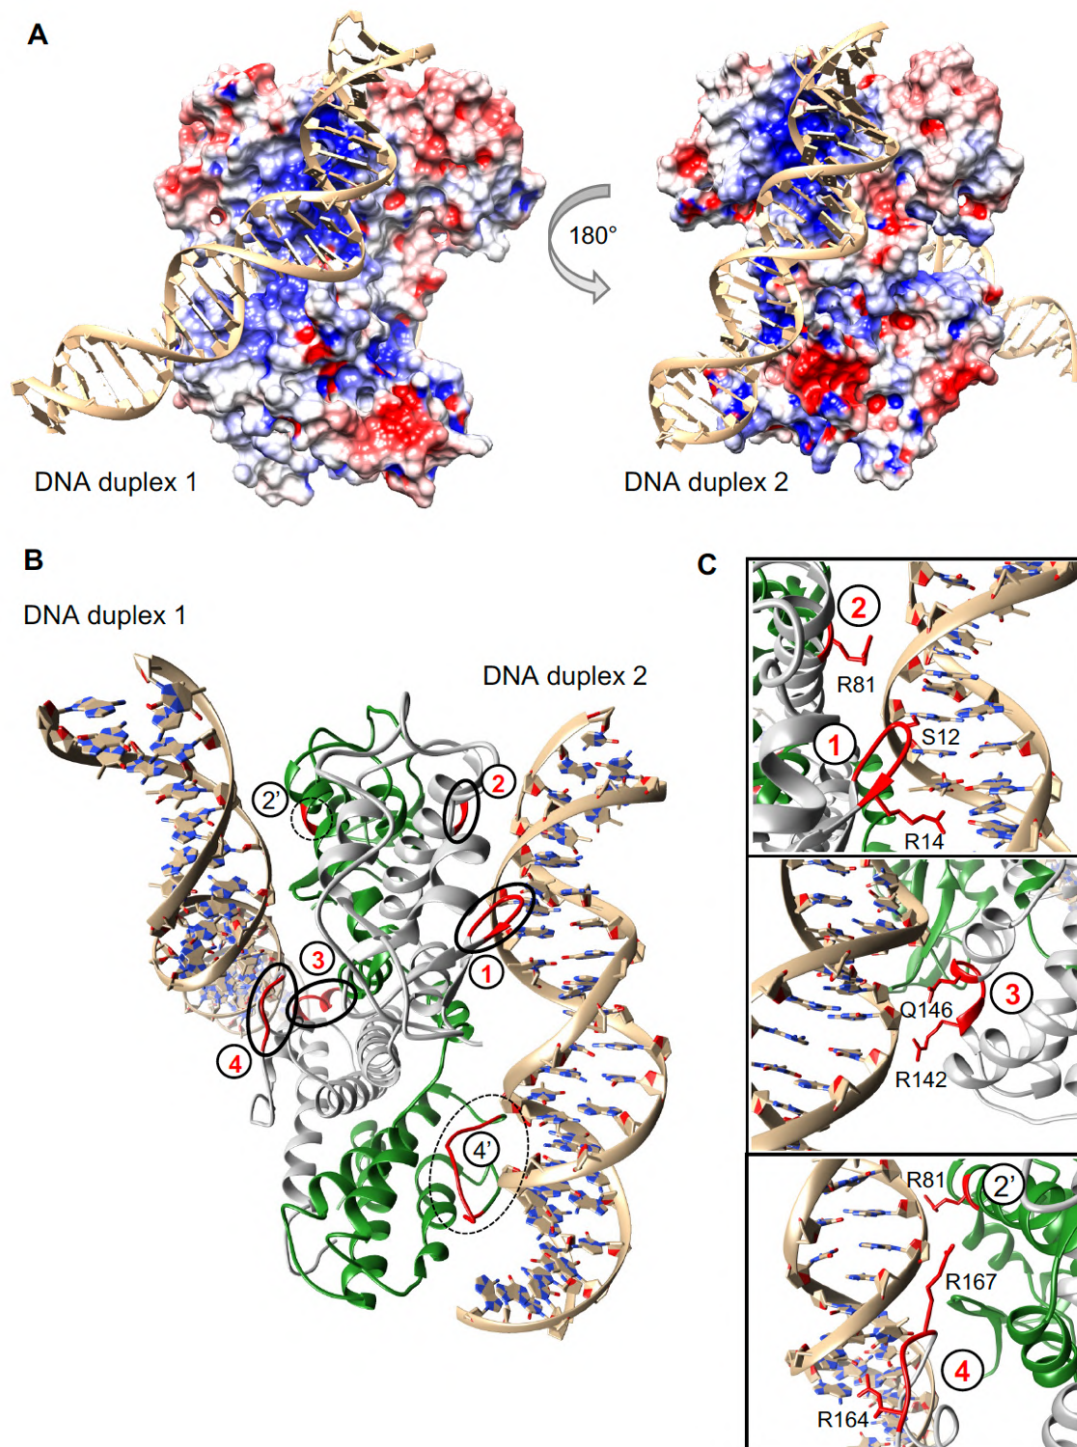 A
180°
DNA duplex 1
DNA duplex 2
B
C
DNA duplex 1
DNA duplex 2
2
R81
1
S12
R14
2'
2
3
1
4
4'
3
Q146
R142
R81
2'
R167
4
R164